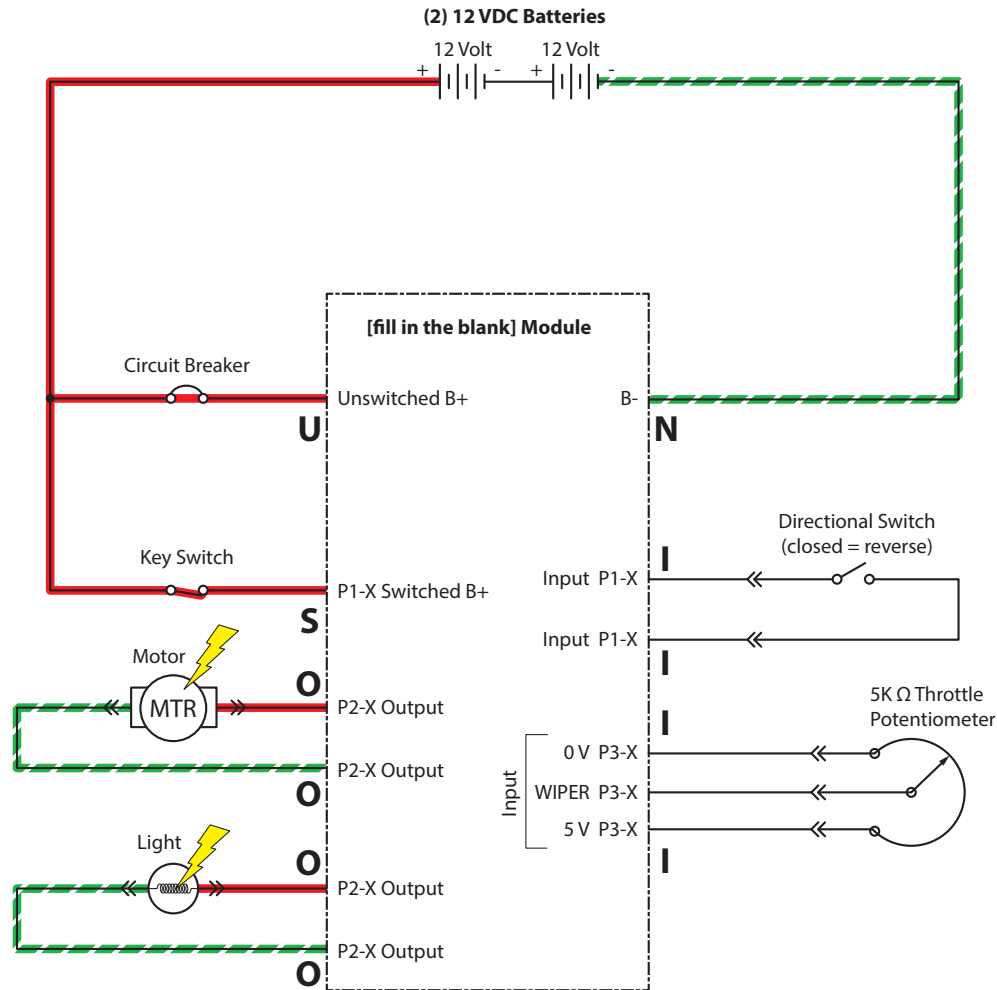 (2) 12 VDC Batteries
12 Volt
12 Volt
+
-
+
-
[fill in the blank] Module
Circuit Breaker
Unswitched B+
B-
U
N
Directional Switch
(closed = reverse)
Key Switch
I
Input P1-X
P1-X Switched B+
S
Input P1-X
I
Motor
MTR
O
P2-X Output
P2-X Output
O
5K Ω Throttle
Potentiometer
I
Input
0 V P3-X
WIPER P3-X
5 V P3-X
I
Light
O
P2-X Output
P2-X Output
O